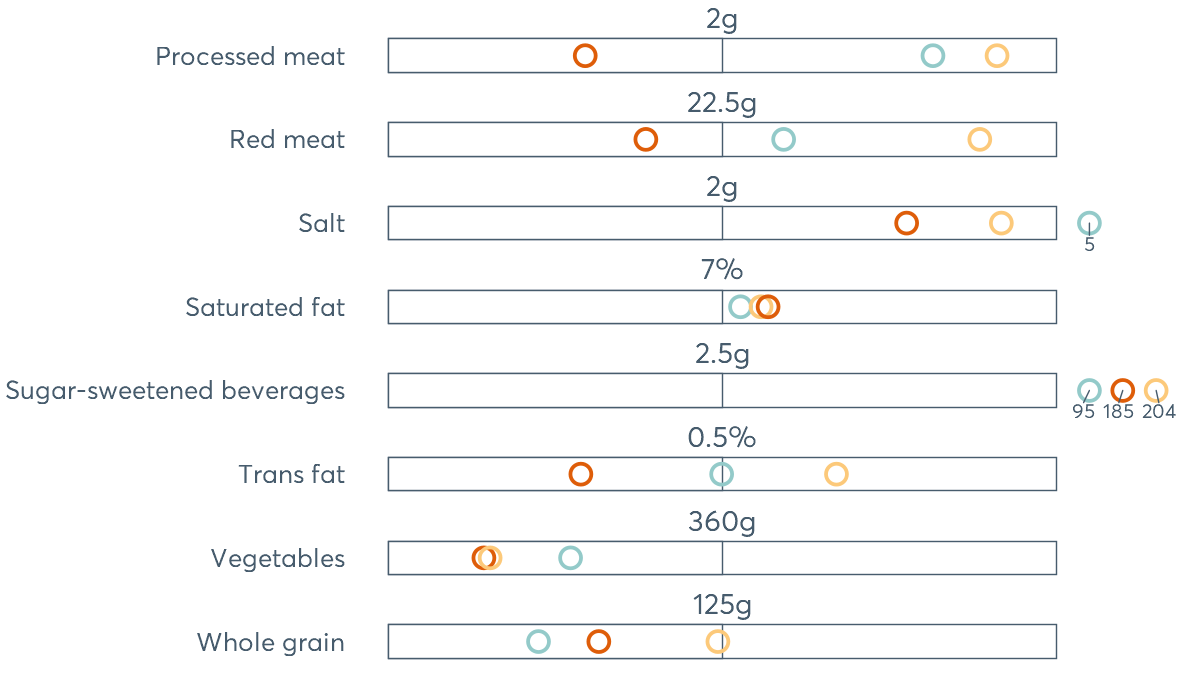 2g
Processed meat
22.5g
Red meat
2g
Salt
5
7%
Saturated fat
2.5g
Sugar-sweetened beverages
95 185 204
0.5%
Trans fat
360g
Vegetables
125g
Whole grain